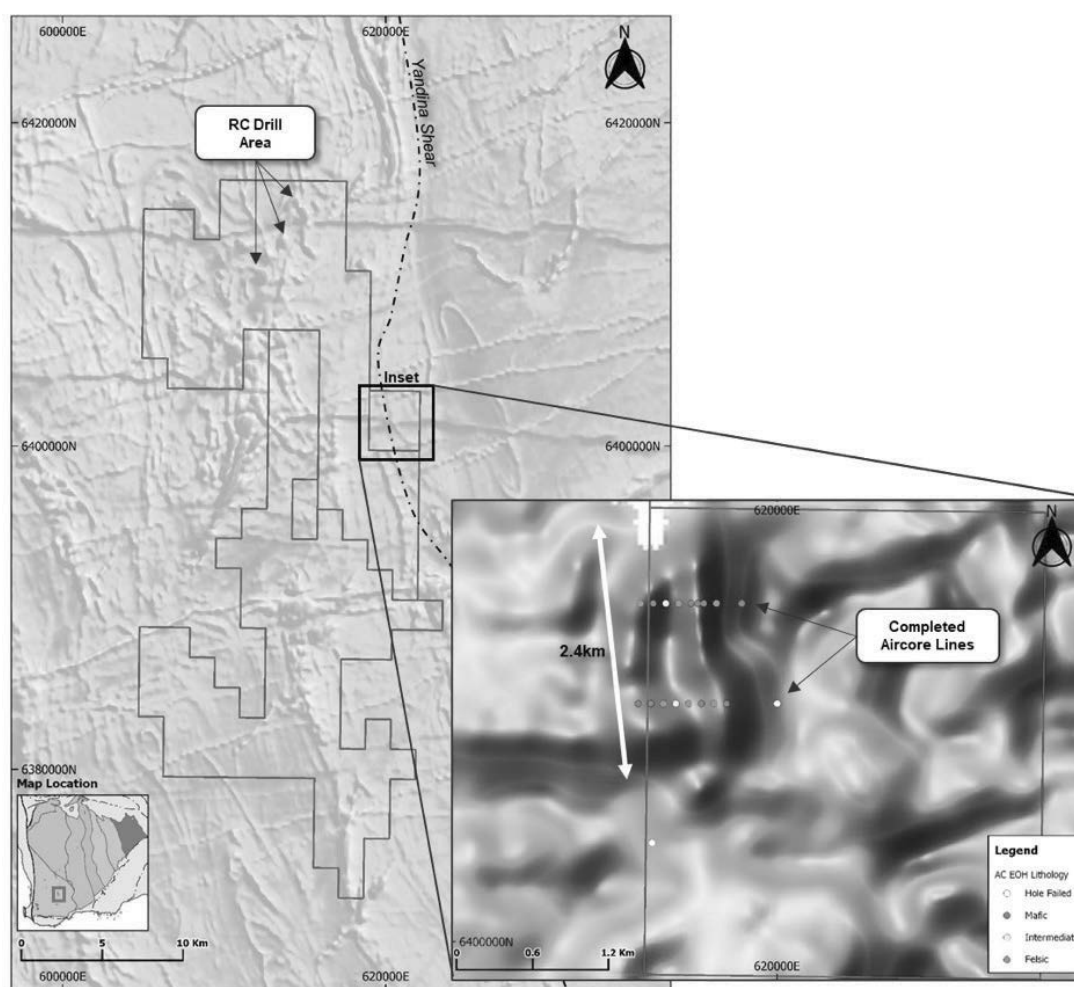 600000E
620000E
N
6420000N
6420000N
Yandina Shear
RC Drill
Area
Inset
6400000N
6400000N
6380000N
Map Location
0
5
10 Km
600000E
620000E
620000E
N
Completed
Aircore Lines
2.4km
6400000N
0
0.6
1.2 Km
620000E
Legend
AC EOH Lithology
Hole Failed
Mafic
Intermediat
Felsic